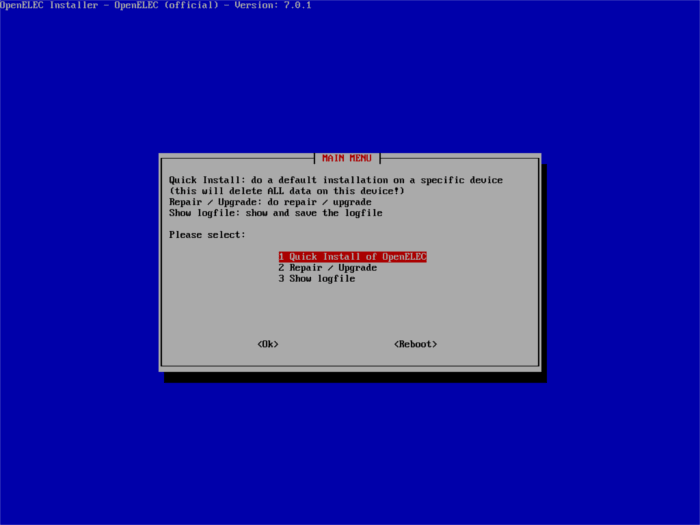 OpenELEC Installer - OpenELEC (official) - Version: 7.0.1
MAIN MENU
Quick Install: do a default installation on a specific device
(this will delete ALL data on this device!)
Repair / Upgrade: do repair / upgrade
Show logfile: show and save the logfile
Please select:
1 Quick Install of OpenELEC
2 Repair / Upgrade
3 Show logfile
<Ok> <Reboot>